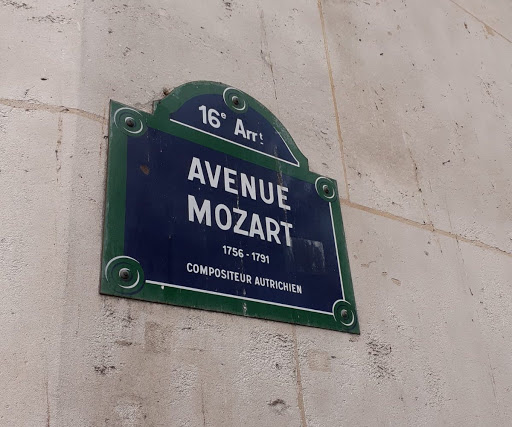 16e Arrt
AVENUE
MOZART
1756 - 1791
COMPOSITEUR AUTRICHIEN